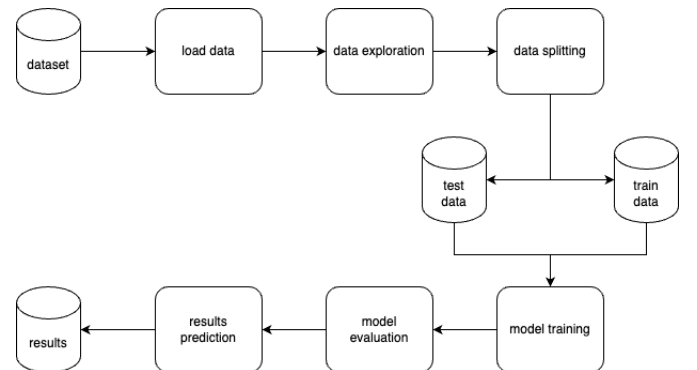 dataset
load data
data exploration
data splitting
test
data
train
data
results
results
prediction
model
evaluation
model training